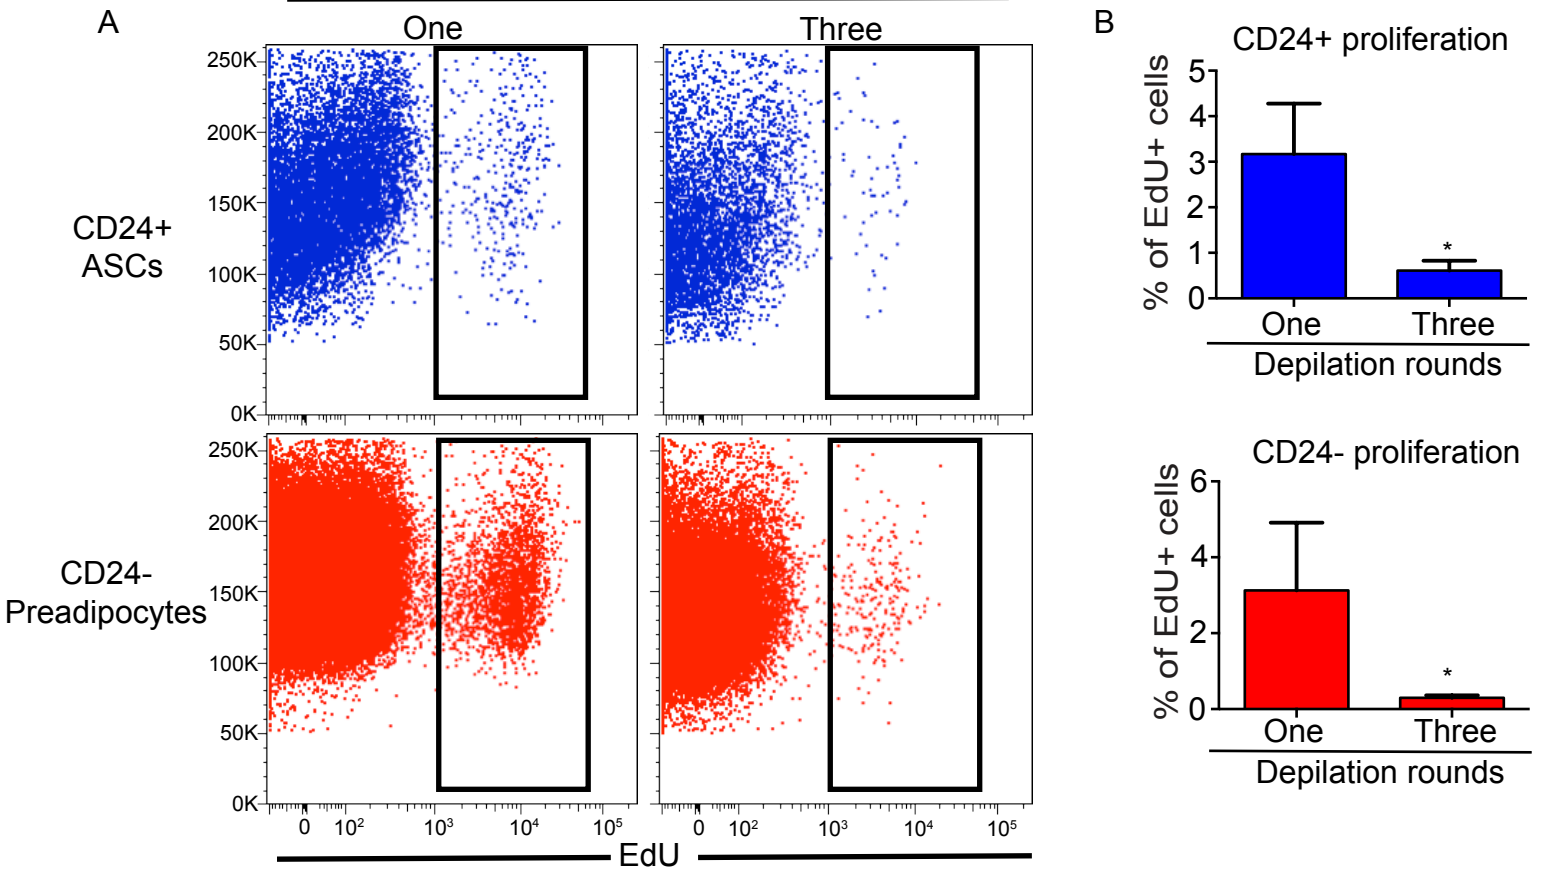 A
One
Three
250K
200K
150K
100K
50K
0K
CD24+
ASCs
250K
200K
150K
100K
50K
0K
CD24-
Preadipocytes
0 10² 10³ 10⁴ 10⁵
0 10² 10³ 10⁴ 10⁵
EdU
B
CD24+ proliferation
% of EdU+ cells
5
4
3
2
1
0
*
One Three
Depilation rounds
CD24- proliferation
% of EdU+ cells
6
4
2
0
*
One Three
Depilation rounds